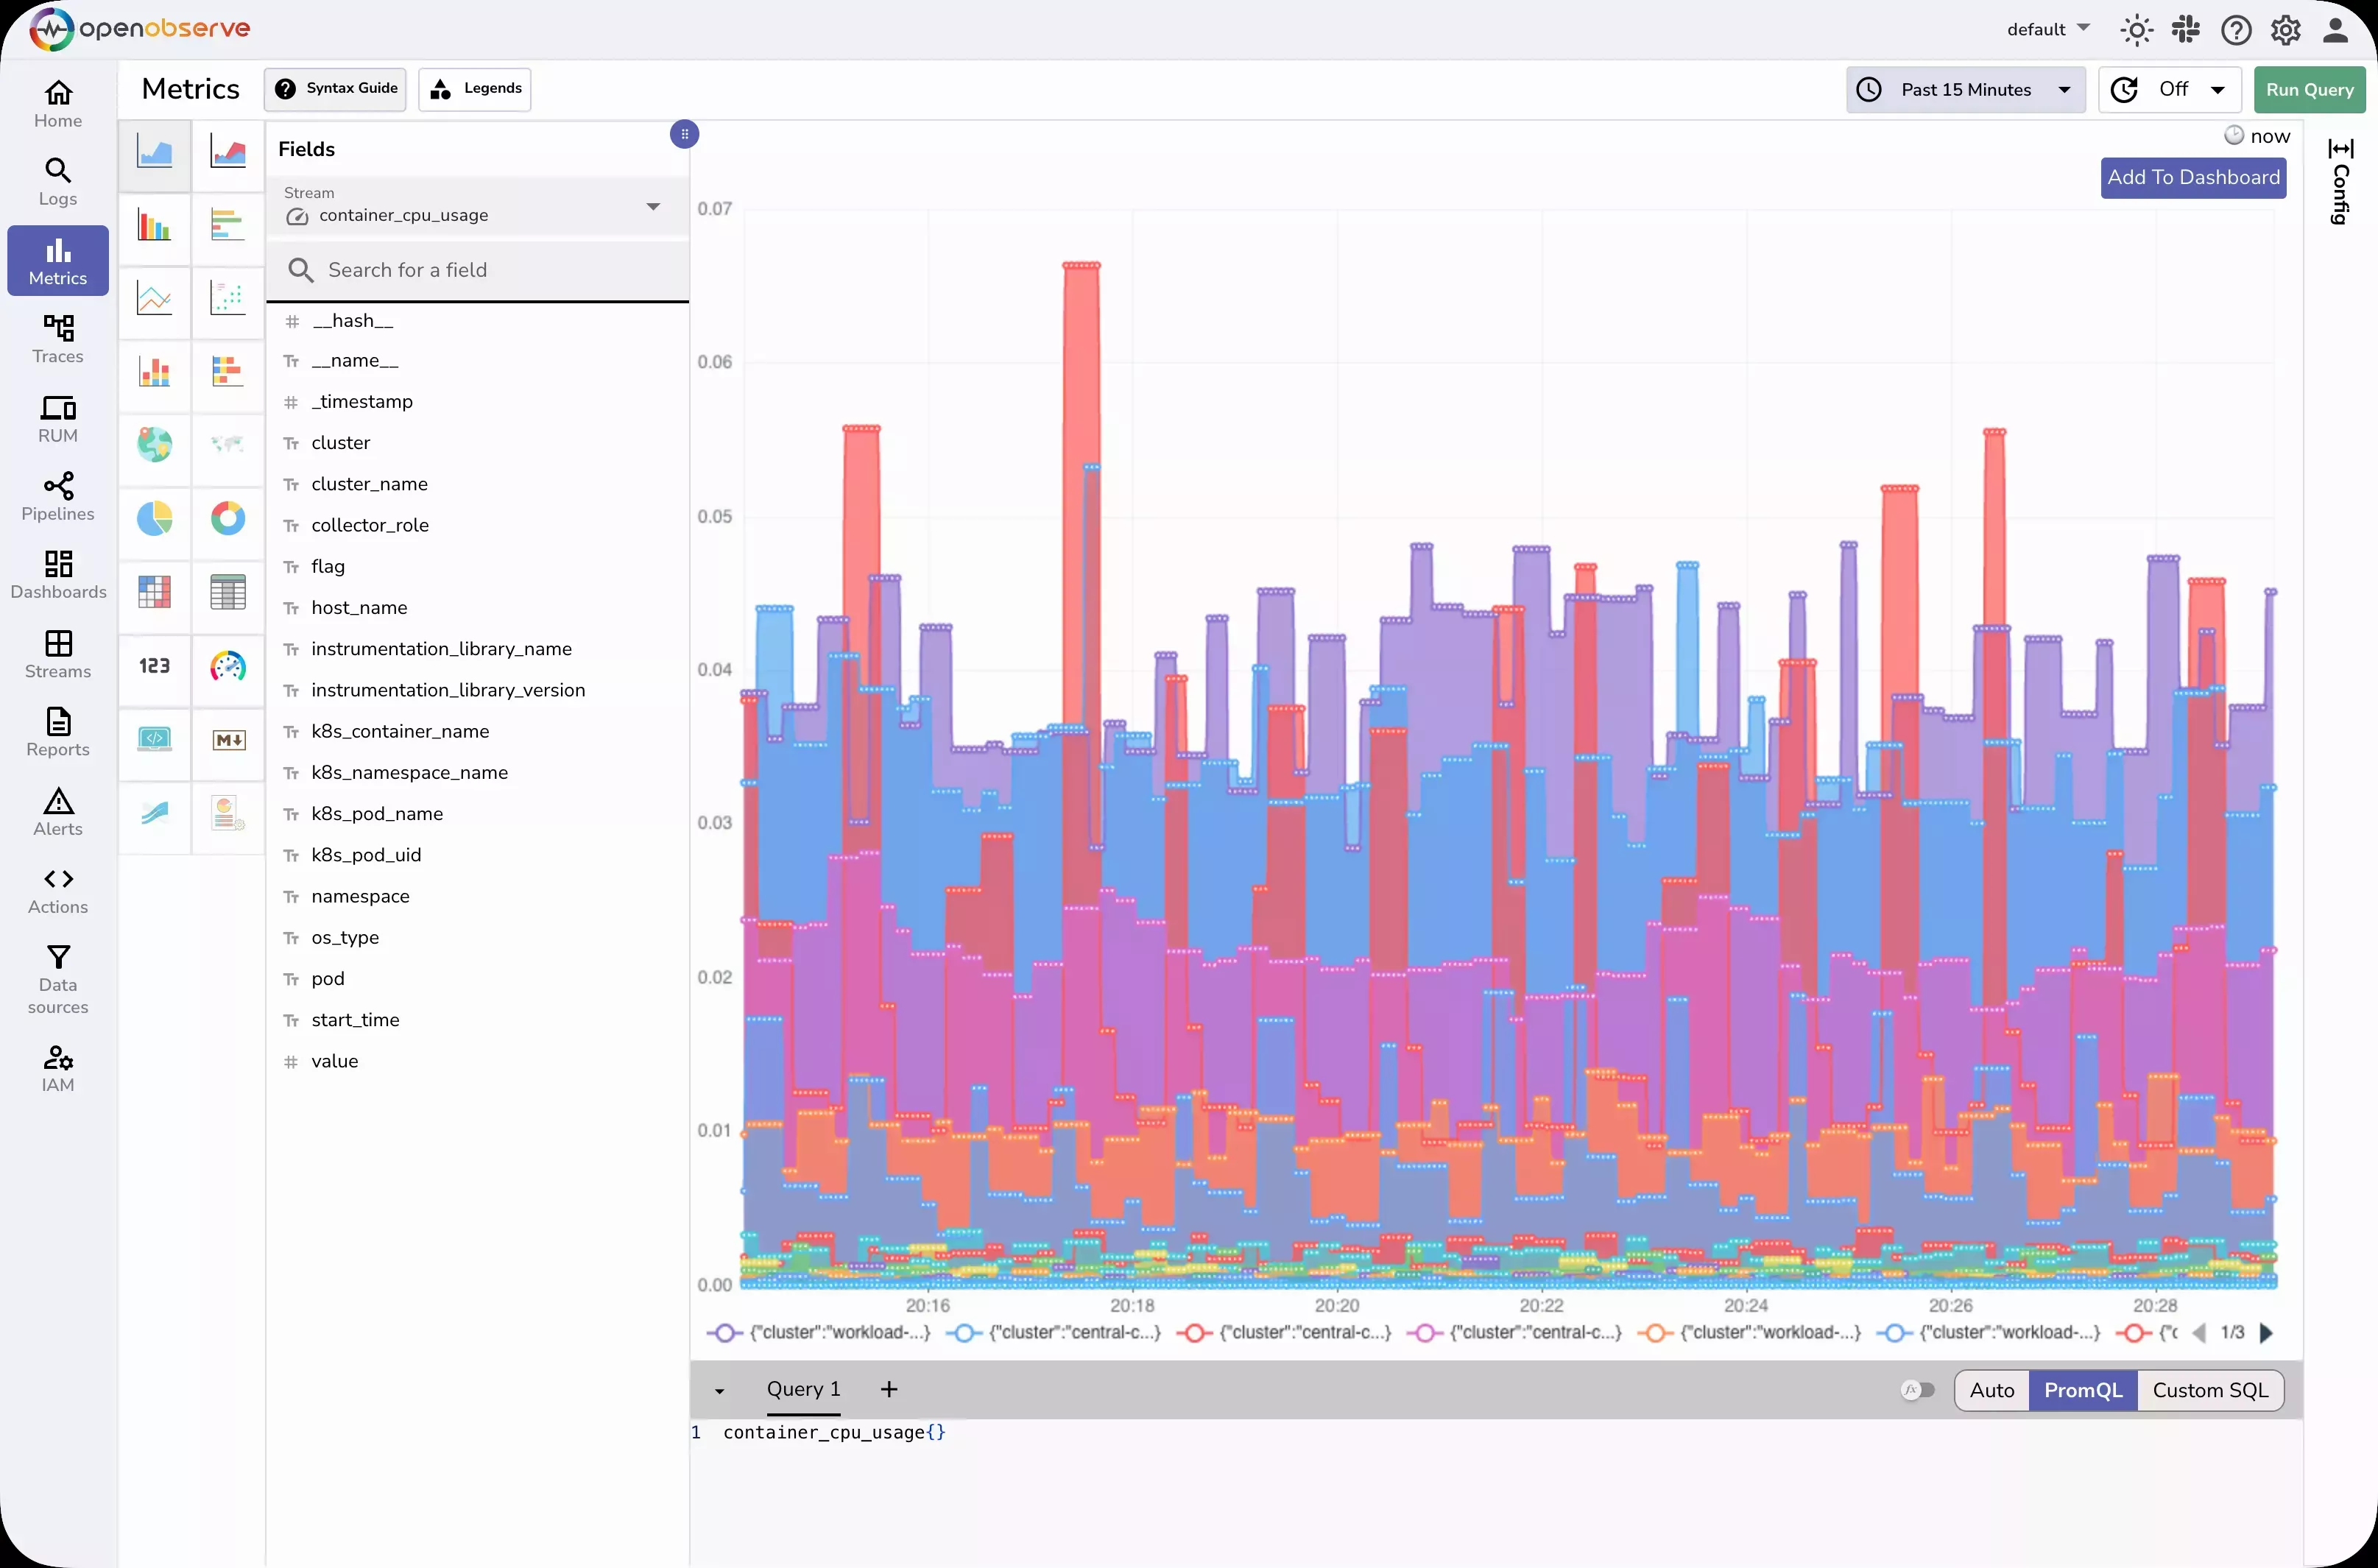 openobserve
default
Metrics
Syntax Guide
Legends
Past 15 Minutes
Off
Run Query
Home
Logs
Metrics
Traces
RUM
Pipelines
Dashboards
Streams
Reports
Alerts
Actions
Data
sources
IAM
123
M
Fields
Stream
container_cpu_usage
Search for a field
__hash__
__name__
_timestamp
cluster
cluster_name
collector_role
flag
host_name
instrumentation_library_name
instrumentation_library_version
k8s_container_name
k8s_namespace_name
k8s_pod_name
k8s_pod_uid
namespace
os_type
pod
start_time
value
now
Add To Dashboard
Config
0.07
0.06
0.05
0.04
0.03
0.02
0.01
0.00
20:16 20:18 20:20 20:22 20:24 20:26 20:28
{"cluster":"workload-...} {"cluster":"central-c...} {"cluster":"central-c...} {"cluster":"central-c...} {"cluster":"workload-...} {"cluster":"workload-...} {"c 1/3
Query 1 +
Auto PromQL Custom SQL
1 container_cpu_usage{}